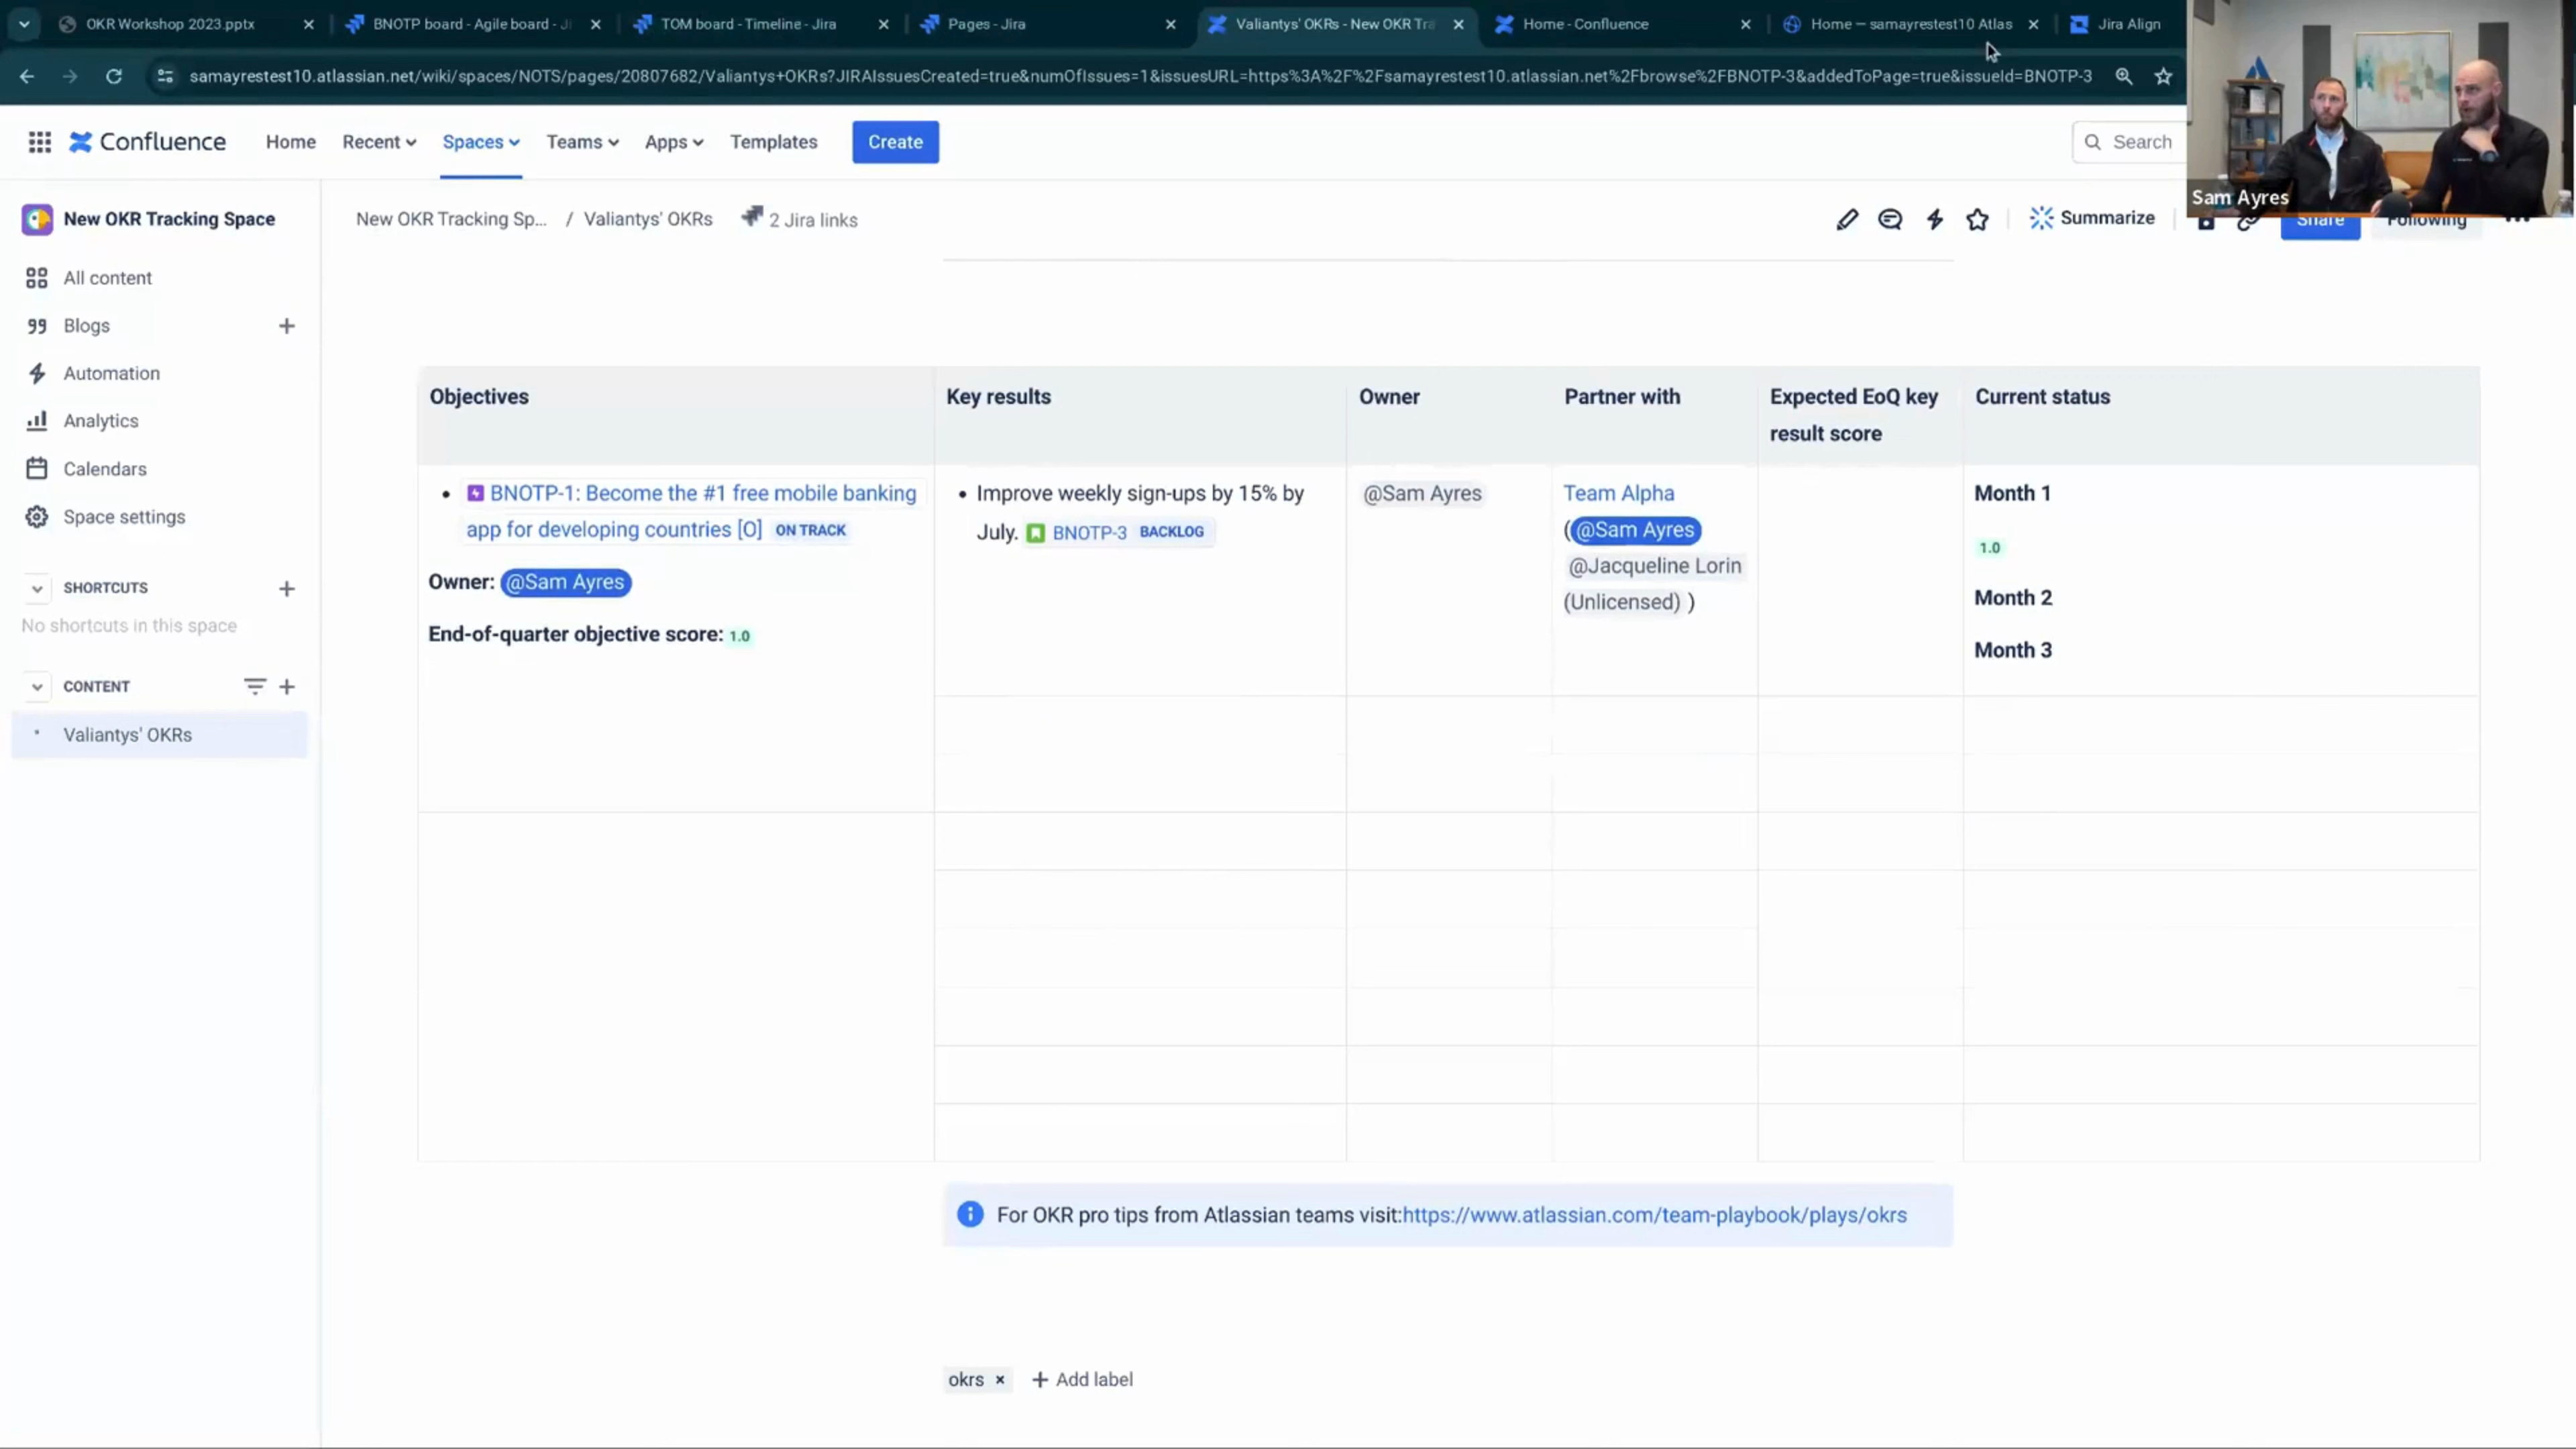 OKR Workshop 2023.pptx
BNOTP board - Agile board - Ji
TOM board - Timeline - Jira
Pages - Jira
Valiantys' OKRs - New OKR Tra
Home - Confluence
Home — samayrestest10 Atlas
Jira Align
samayrestest10.atlassian.net/wiki/spaces/NOTS/pages/20807682/Valiantys+OKRs?JIRAIssuesCreated=true&numOfIssues=1&issuesURL=https%3A%2F%2Fsamayrestest10.atlassian.net%2Fbrowse%2FBNOTP-3&addedToPage=true&issueId=BNOTP-3
Confluence
Home
Recent
Spaces
Teams
Apps
Templates
Create
Search
Sam Ayres
New OKR Tracking Space
New OKR Tracking Sp... / Valiantys' OKRs
2 Jira links
Summarize
Share
Following
All content
Blogs
Automation
Analytics
Calendars
Space settings
SHORTCUTS
No shortcuts in this space
CONTENT
Valiantys' OKRs
Objectives
Key results
Owner
Partner with
Expected EoQ key
result score
Current status
BNOTP-1: Become the #1 free mobile banking
app for developing countries [O] ON TRACK
Owner: @Sam Ayres
End-of-quarter objective score: 1.0
• Improve weekly sign-ups by 15% by
July. BNOTP-3 BACKLOG
@Sam Ayres
Team Alpha
(@Sam Ayres
@Jacqueline Lorin
(Unlicensed) )
Month 1
1.0
Month 2
Month 3
For OKR pro tips from Atlassian teams visit:https://www.atlassian.com/team-playbook/plays/okrs
okrs ×
+ Add label